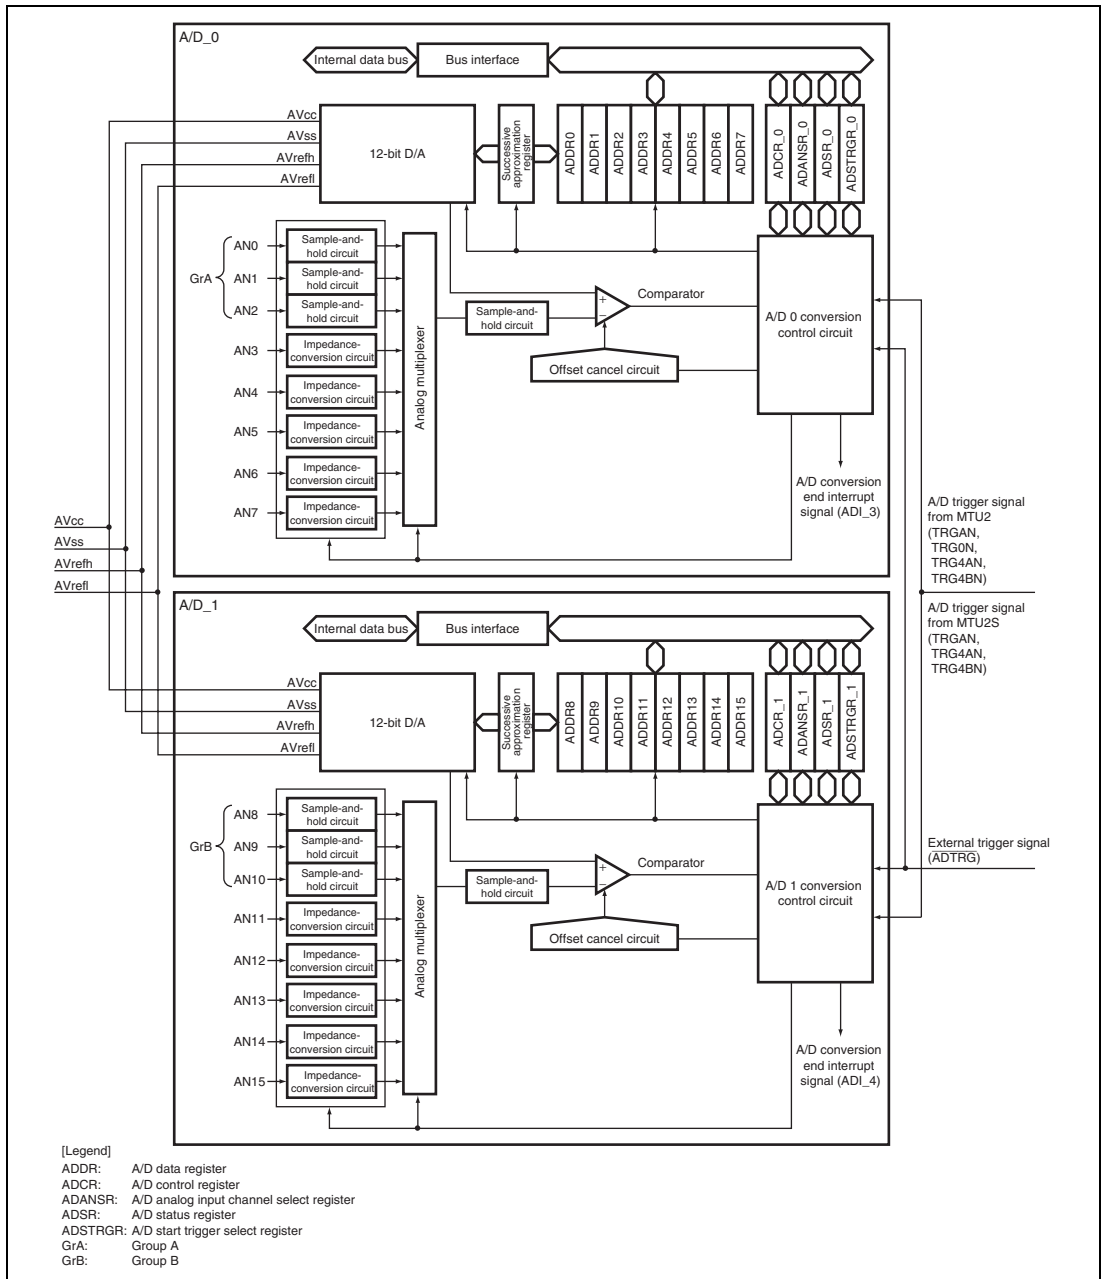 A/D_0
Internal data bus
Bus interface
AVcc
AVss
AVrefh
AVrefl
12-bit D/A
Successive
approximation
register
ADDR0
ADDR1
ADDR2
ADDR3
ADDR4
ADDR5
ADDR6
ADDR7
ADCR_0
ADANSR_0
ADSR_0
ADSTRGR_0
GrA
AN0
Sample-and-
hold circuit
AN1
Sample-and-
hold circuit
AN2
Sample-and-
hold circuit
AN3
Impedance-
conversion circuit
AN4
Impedance-
conversion circuit
AN5
Impedance-
conversion circuit
AN6
Impedance-
conversion circuit
AN7
Impedance-
conversion circuit
Analog multiplexer
Sample-and-
hold circuit
+
−
Comparator
Offset cancel circuit
A/D 0 conversion
control circuit
A/D conversion
end interrupt
signal (ADI_3)
AVcc
AVss
AVrefh
AVrefl
A/D trigger signal
from MTU2
(TRGAN,
TRG0N,
TRG4AN,
TRG4BN)
A/D trigger signal
from MTU2S
(TRGAN,
TRG4AN,
TRG4BN)
A/D_1
Internal data bus
Bus interface
AVcc
AVss
AVrefh
AVrefl
12-bit D/A
Successive
approximation
register
ADDR8
ADDR9
ADDR10
ADDR11
ADDR12
ADDR13
ADDR14
ADDR15
ADCR_1
ADANSR_1
ADSR_1
ADSTRGR_1
GrB
AN8
Sample-and-
hold circuit
AN9
Sample-and-
hold circuit
AN10
Sample-and-
hold circuit
AN11
Impedance-
conversion circuit
AN12
Impedance-
conversion circuit
AN13
Impedance-
conversion circuit
AN14
Impedance-
conversion circuit
AN15
Impedance-
conversion circuit
Analog multiplexer
Sample-and-
hold circuit
+
−
Comparator
Offset cancel circuit
A/D 1 conversion
control circuit
External trigger signal
(ADTRG)
A/D conversion
end interrupt
signal (ADI_4)
[Legend]
ADDR: A/D data register
ADCR: A/D control register
ADANSR: A/D analog input channel select register
ADSR: A/D status register
ADSTRGR: A/D start trigger select register
GrA: Group A
GrB: Group B